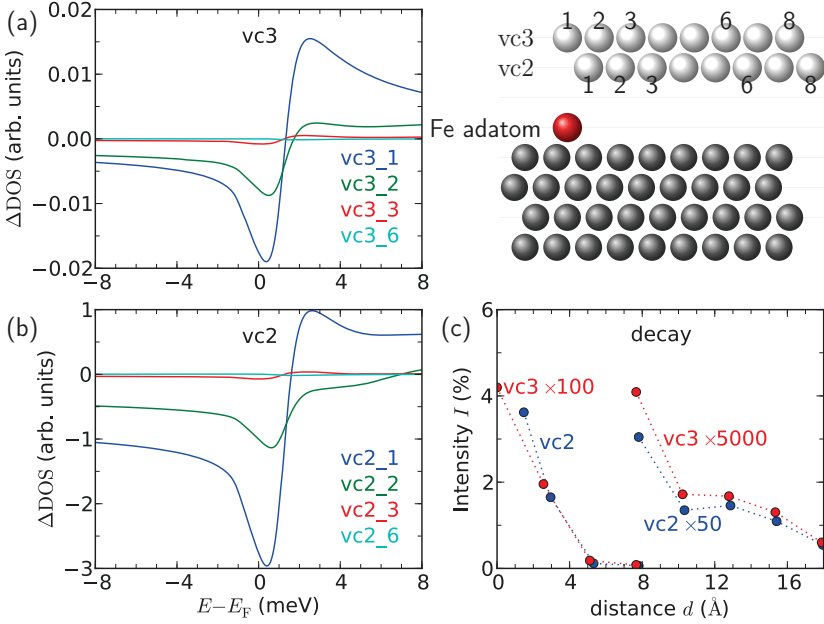 (a)
vc3
0.02
0.01
0.00
−0.01
−0.02
ΔDOS (arb. units)
vc3_1
vc3_2
vc3_3
vc3_6
−8 −4 0 4 8
vc3 1 2 3 6 8
vc2 1 2 3 6 8
Fe adatom
(b)
vc2
1
0
−1
−2
−3
ΔDOS (arb. units)
vc2_1
vc2_2
vc2_3
vc2_6
−8 −4 0 4 8
E−E_F (meV)
(c)
decay
6
4
2
0
Intensity I (%)
vc3 ×100
vc2
vc3 ×5000
vc2 ×50
0 4 8 12 16
distance d (Å)